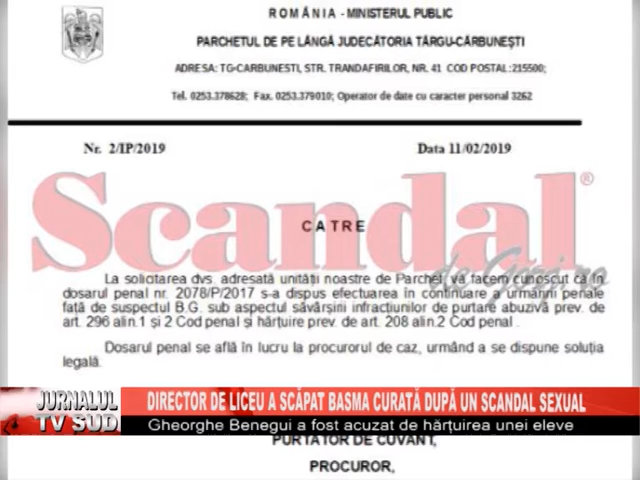 ROMÂNIA - MINISTERUL PUBLIC
PARCHETUL DE PE LÂNGĂ JUDECĂTORIA TÂRGU-CĂRBUNEȘTI
ADRESA: TG-CARBUNESTI, STR. TRANDAFIRILOR, NR. 41 COD POSTAL:215500;
Tel. 0253.378628; Fax. 0253.379010; Operator de date cu caracter personal 3262
Nr. 2/IP/2019 Data 11/02/2019
Scandal®
CATRE
de Gorj.ro
La solicitarea dvs. adresată unității noastre de Parchet, vă facem cunoscut că în
dosarul penal nr. 2078/P/2017 s-a dispus efectuarea în continuare a urmăririi penale
față de suspectul B.G. sub aspectul săvârșirii infracțiunilor de purtare abuzivă prev. de
art. 296 alin.1 și 2 Cod penal și hărțuire prev. de art. 208 alin.2 Cod penal .
Dosarul penal se află în lucru la procurorul de caz, urmând a se dispune soluția
legală.
JURNALUL
TV SUD
DIRECTOR DE LICEU A SCĂPAT BASMA CURATĂ DUPĂ UN SCANDAL SEXUAL
Gheorghe Benegui a fost acuzat de hărțuirea unei eleve
PURTĂTOR DE CUVÂNT,
PROCUROR,